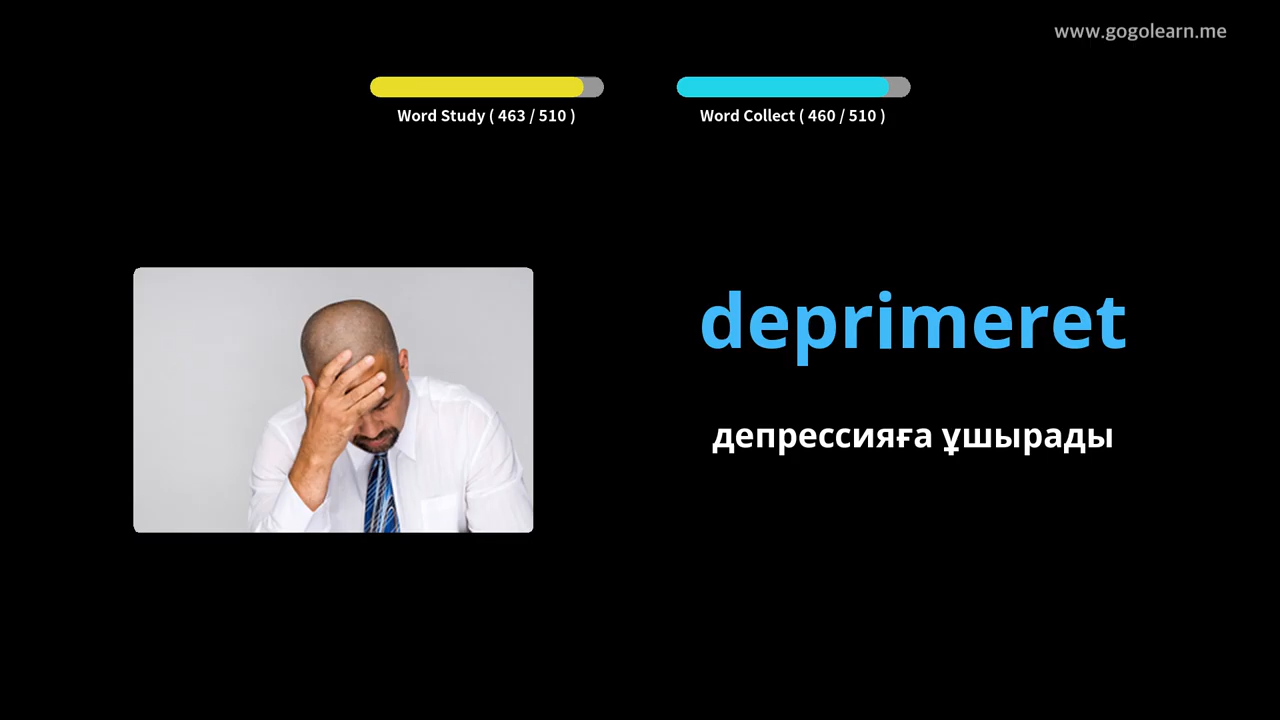 www.gogolearn.me
Word Study ( 463 / 510 )
Word Collect ( 460 / 510 )
deprimeret
депрессияға ұшырады